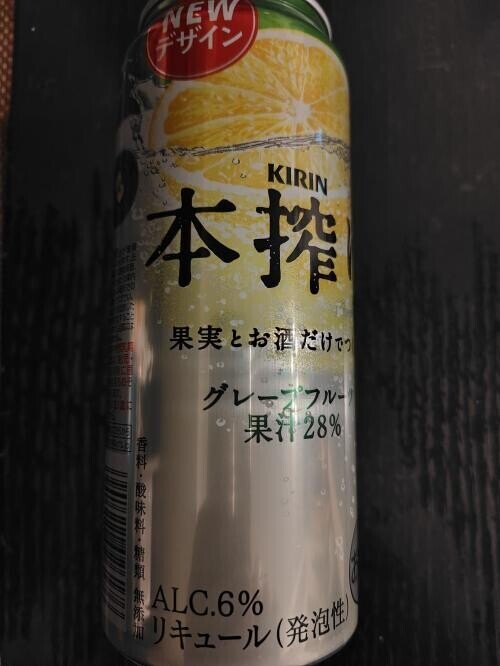 NEW
デザイン
KIRIN
本搾
果実とお酒だけでつ
グレープフルーツ
果汁28%
香料・酸味料・糖類 無添加
ALC.6%
リキュール(発泡性)